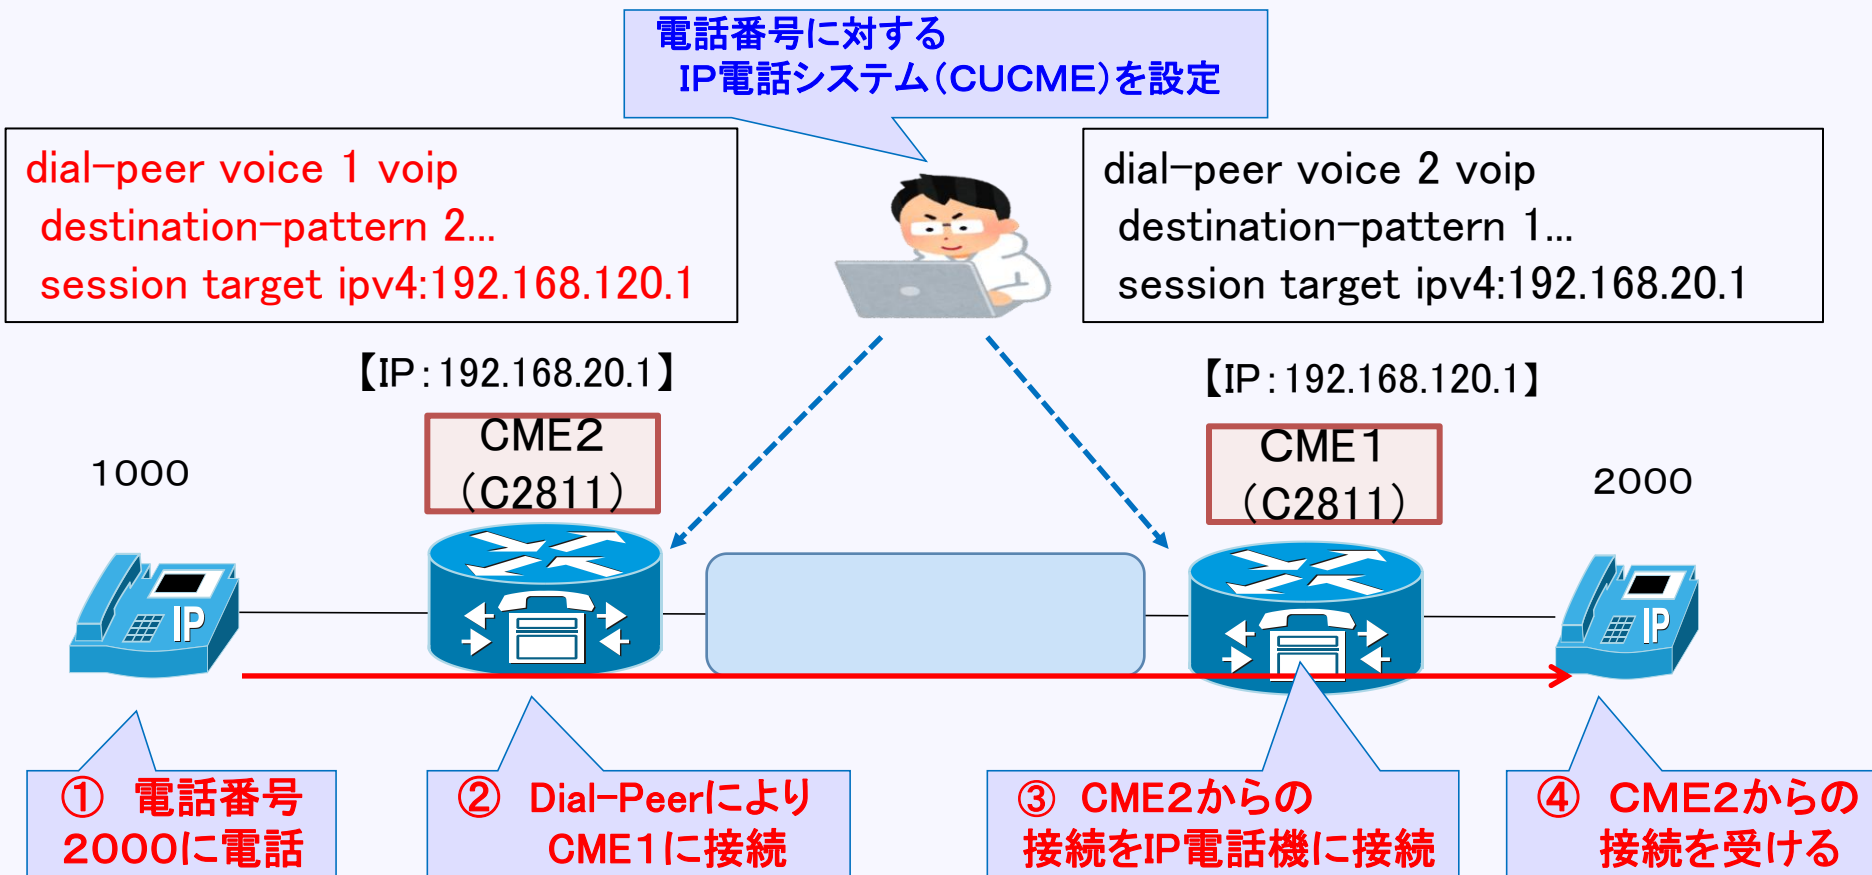 電話番号に対する
IP電話システム(CUCME)を設定
dial-peer voice 1 voip
destination-pattern 2...
session target ipv4:192.168.120.1
dial-peer voice 2 voip
destination-pattern 1...
session target ipv4:192.168.20.1
【IP:192.168.20.1】
【IP:192.168.120.1】
CME2
(C2811)
CME1
(C2811)
1000
2000
IP
IP
① 電話番号
2000に電話
② Dial-Peerにより
CME1に接続
③ CME2からの
接続をIP電話機に接続
④ CME2からの
接続を受ける